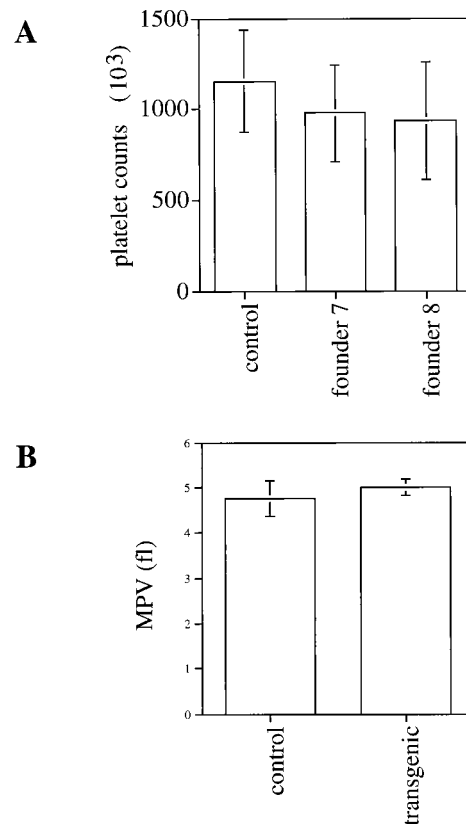 A
platelet counts (10³)
1500
1000
500
0
control
founder 7
founder 8
B
MPV (fl)
6
5
4
3
2
1
0
control
transgenic